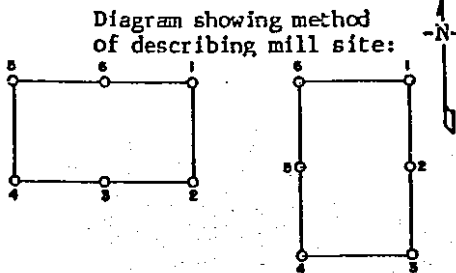 Diagram showing method
of describing mill site:
-N-
5 6 1
4 3 2
6 1
5 2
4 3